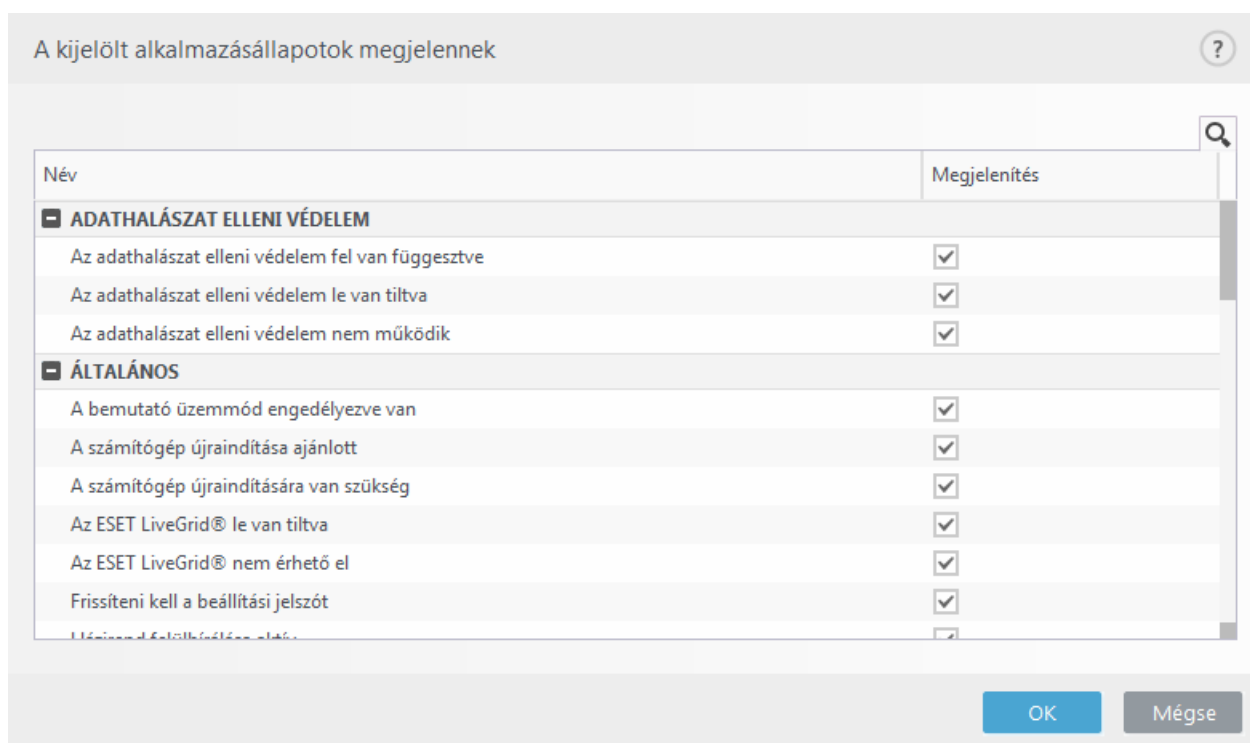 A kijelölt alkalmazásállapotok megjelennek
?
Név Megjelenítés
ADATHALÁSZAT ELLENI VÉDELEM
Az adathalászat elleni védelem fel van függesztve
Az adathalászat elleni védelem le van tiltva
Az adathalászat elleni védelem nem működik
ÁLTALÁNOS
A bemutató üzemmód engedélyezve van
A számítógép újraindítása ajánlott
A számítógép újraindítására van szükség
Az ESET LiveGrid® le van tiltva
Az ESET LiveGrid® nem érhető el
Frissíteni kell a beállítási jelszót
OK Mégse